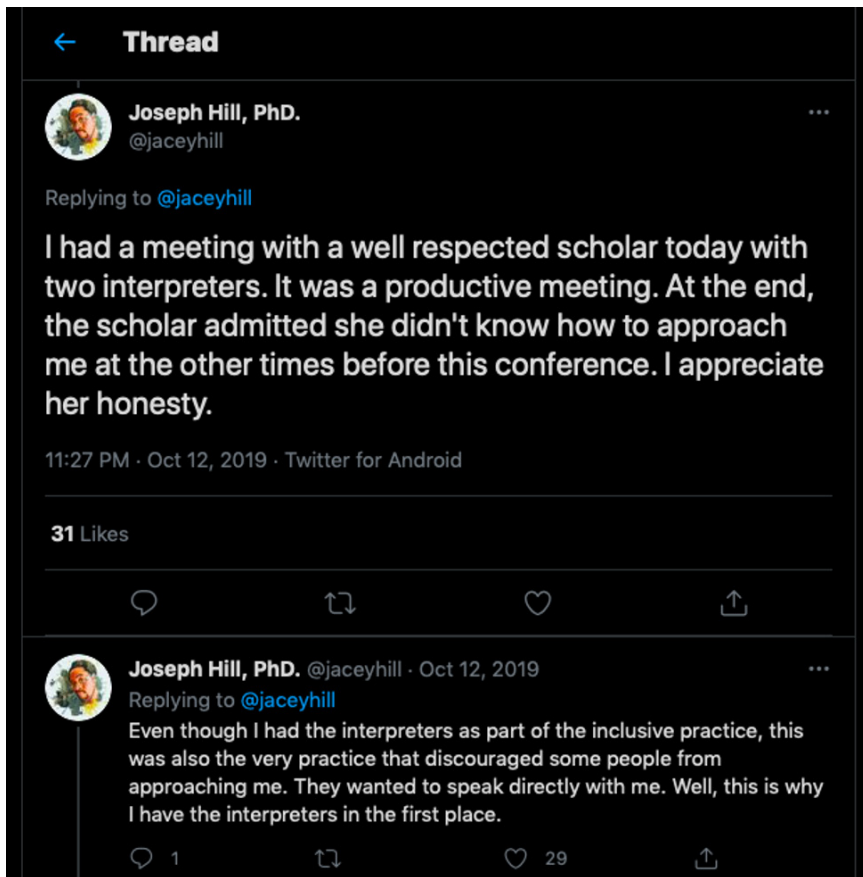 Thread
Joseph Hill, PhD.
@jaceyhill
Replying to @jaceyhill
I had a meeting with a well respected scholar today with
two interpreters. It was a productive meeting. At the end,
the scholar admitted she didn't know how to approach
me at the other times before this conference. I appreciate
her honesty.
11:27 PM · Oct 12, 2019 · Twitter for Android
31 Likes
Joseph Hill, PhD. @jaceyhill · Oct 12, 2019
Replying to @jaceyhill
Even though I had the interpreters as part of the inclusive practice, this
was also the very practice that discouraged some people from
approaching me. They wanted to speak directly with me. Well, this is why
I have the interpreters in the first place.
1 29